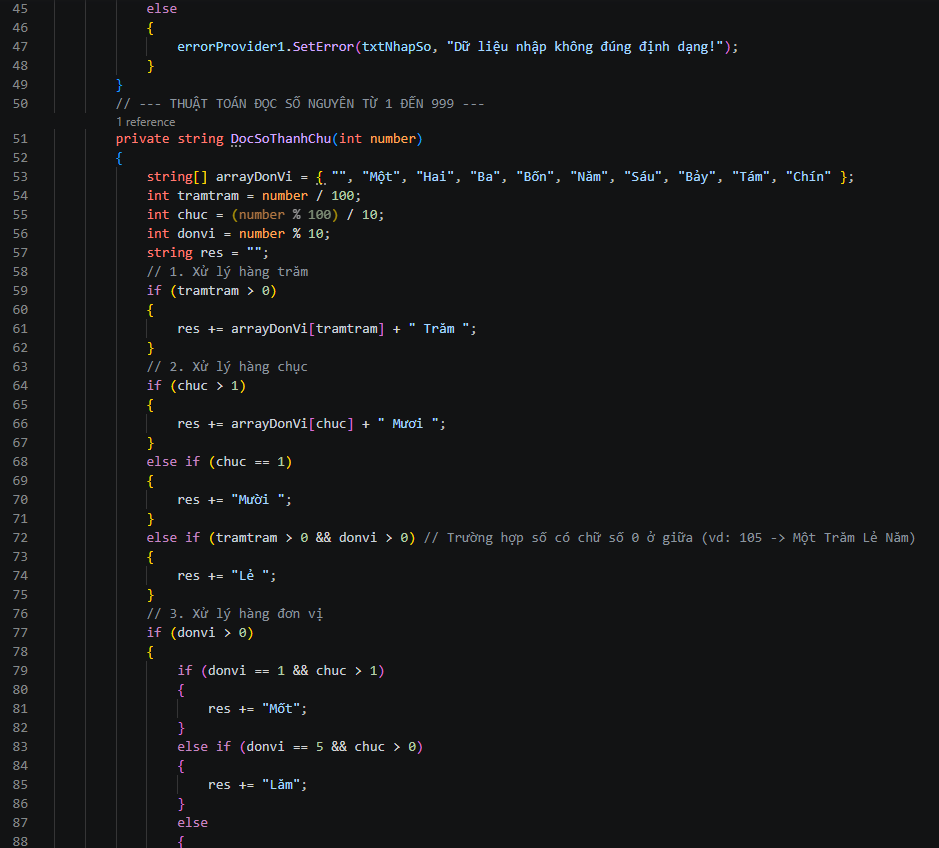 45 else
46 {
47 errorProvider1.SetError(txtNhapSo, "Dữ liệu nhập không đúng định dạng!");
48 }
49 }
50 // --- THUẬT TOÁN ĐỌC SỐ NGUYÊN TỪ 1 ĐẾN 999 ---
1 reference
51 private string DocSoThanhChu(int number)
52 {
53 string[] arrayDonVi = { "", "Một", "Hai", "Ba", "Bốn", "Năm", "Sáu", "Bảy", "Tám", "Chín" };
54 int tramtram = number / 100;
55 int chuc = (number % 100) / 10;
56 int donvi = number % 10;
57 string res = "";
58 // 1. Xử lý hàng trăm
59 if (tramtram > 0)
60 {
61 res += arrayDonVi[tramtram] + " Trăm ";
62 }
63 // 2. Xử lý hàng chục
64 if (chuc > 1)
65 {
66 res += arrayDonVi[chuc] + " Mươi ";
67 }
68 else if (chuc == 1)
69 {
70 res += "Mười ";
71 }
72 else if (tramtram > 0 && donvi > 0) // Trường hợp số có chữ số 0 ở giữa (vd: 105 -> Một Trăm Lẻ Năm)
73 {
74 res += "Lẻ ";
75 }
76 // 3. Xử lý hàng đơn vị
77 if (donvi > 0)
78 {
79 if (donvi == 1 && chuc > 1)
80 {
81 res += "Mốt";
82 }
83 else if (donvi == 5 && chuc > 0)
84 {
85 res += "Lăm";
86 }
87 else
88 {